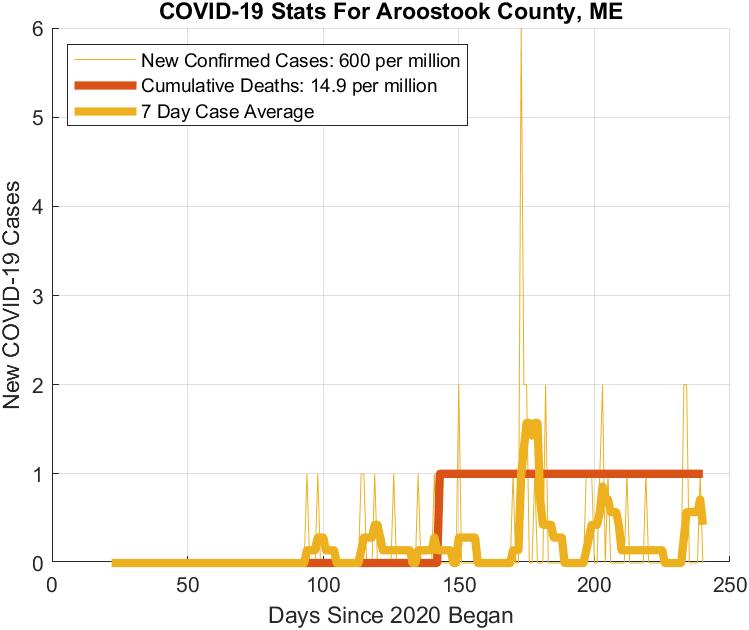 COVID-19 Stats For Aroostook County, ME
New Confirmed Cases: 600 per million
Cumulative Deaths: 14.9 per million
7 Day Case Average
New COVID-19 Cases
6
5
4
3
2
1
0
0 50 100 150 200 250
Days Since 2020 Began